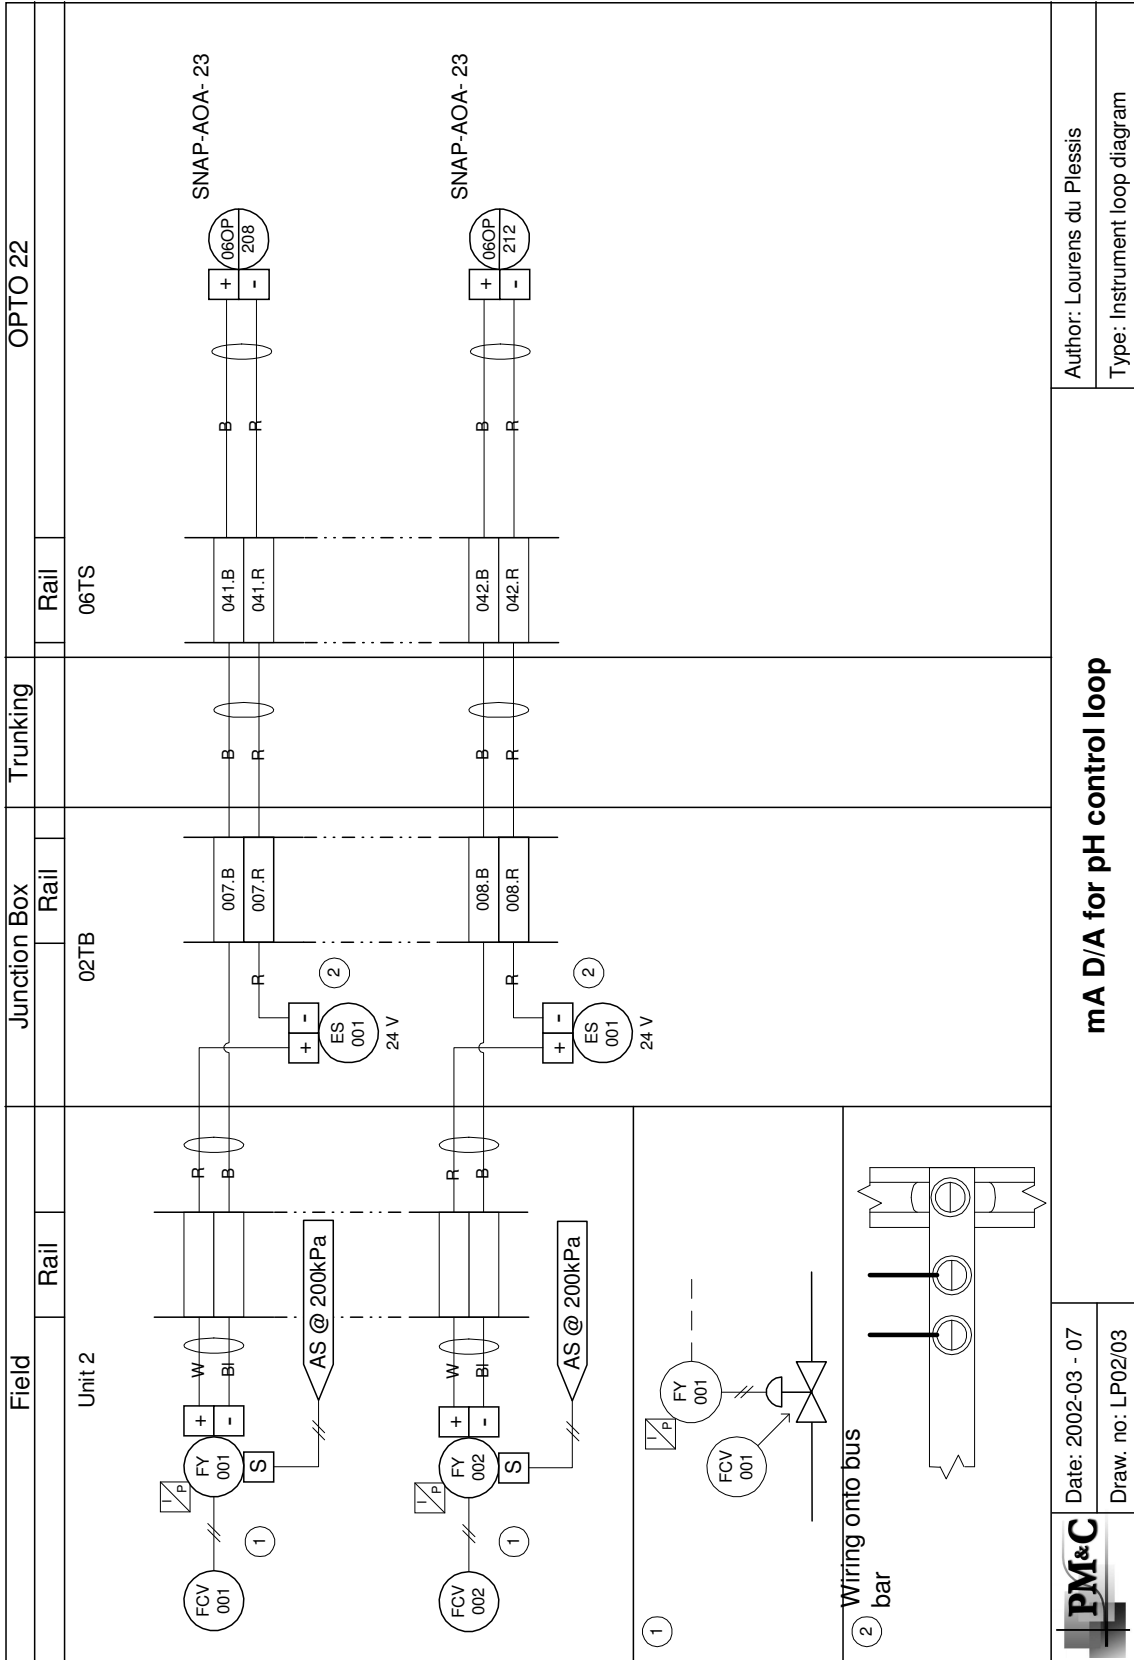 Field
Junction Box
Trunking
OPTO 22
Rail
Rail
Rail
Unit 2
02TB
06TS
SNAP-AOA- 23
FCV
001
I
P
FY
001
+
-
S
W
Bl
R
B
AS @ 200kPa
1
ES
001
+
-
24 V
2
R
007.B
007.R
B
R
041.B
041.R
B
R
+
-
06OP
208
SNAP-AOA- 23
FCV
002
I
P
FY
002
+
-
S
W
Bl
R
B
AS @ 200kPa
1
ES
001
+
-
24 V
2
R
008.B
008.R
B
R
042.B
042.R
B
R
+
-
06OP
212
1
I
P
FY
001
FCV
001
2
Wiring onto bus
bar
PM&C
Date: 2002-03 - 07
Draw. no: LP02/03
mA D/A for pH control loop
Author: Lourens du Plessis
Type: Instrument loop diagram